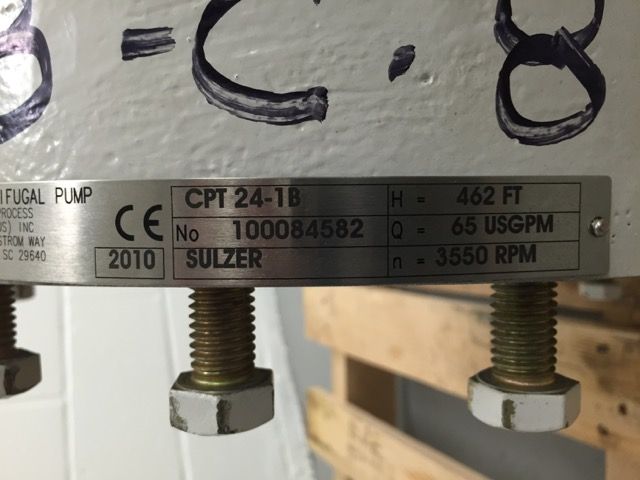 B-C.8
IFUGAL PUMP
PROCESS
US) INC
STROM WAY
SC 29640
CE
2010
CPT 24-1B
No 100084582
SULZER
H = 462 FT
Q = 65 USGPM
n = 3550 RPM